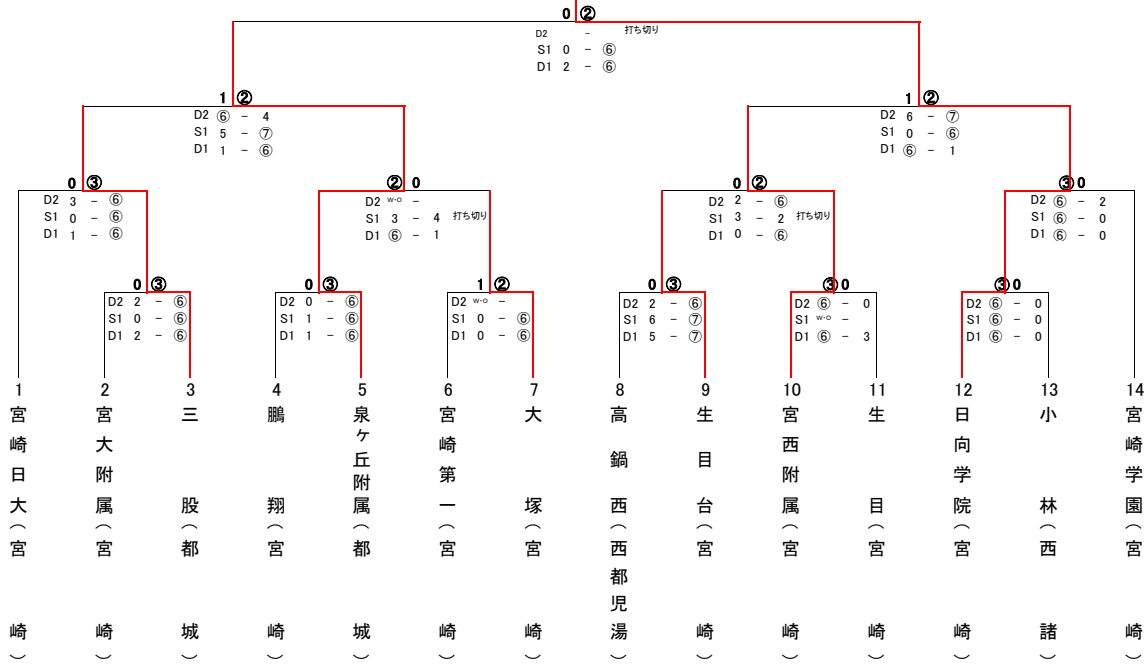 0 ②
D2 - 打ち切り
S1 0 - ⑥
D1 2 - ⑥
1 ②
D2 ⑥ - 4
S1 5 - ⑦
D1 1 - ⑥
1 ②
D2 6 - ⑦
S1 0 - ⑥
D1 ⑥ - 1
0 ③
D2 3 - ⑥
S1 0 - ⑥
D1 1 - ⑥
② 0
D2 w-o -
S1 3 - 4 打ち切り
D1 ⑥ - 1
0 ②
D2 2 - ⑥
S1 3 - 2 打ち切り
D1 0 - ⑥
③ 0
D2 ⑥ - 2
S1 ⑥ - 0
D1 ⑥ - 0
0 ③
D2 2 - ⑥
S1 0 - ⑥
D1 2 - ⑥
0 ③
D2 0 - ⑥
S1 1 - ⑥
D1 1 - ⑥
1 ②
D2 w-o -
S1 0 - ⑥
D1 0 - ⑥
0 ③
D2 2 - ⑥
S1 6 - ⑦
D1 5 - ⑦
③ 0
D2 ⑥ - 0
S1 w-o -
D1 ⑥ - 3
③ 0
D2 ⑥ - 0
S1 ⑥ - 0
D1 ⑥ - 0
1 宮崎日大(宮崎)
2 宮大附属(宮崎)
3 三股(都城)
4 鵬翔(宮崎)
5 泉ヶ丘附属(都城)
6 宮崎第一(宮崎)
7 大塚(宮崎)
8 高鍋西(西都児湯)
9 生目台(宮崎)
10 宮西附属(宮崎)
11 生目(宮崎)
12 日向学院(宮崎)
13 小林(西諸)
14 宮崎学園(宮崎)